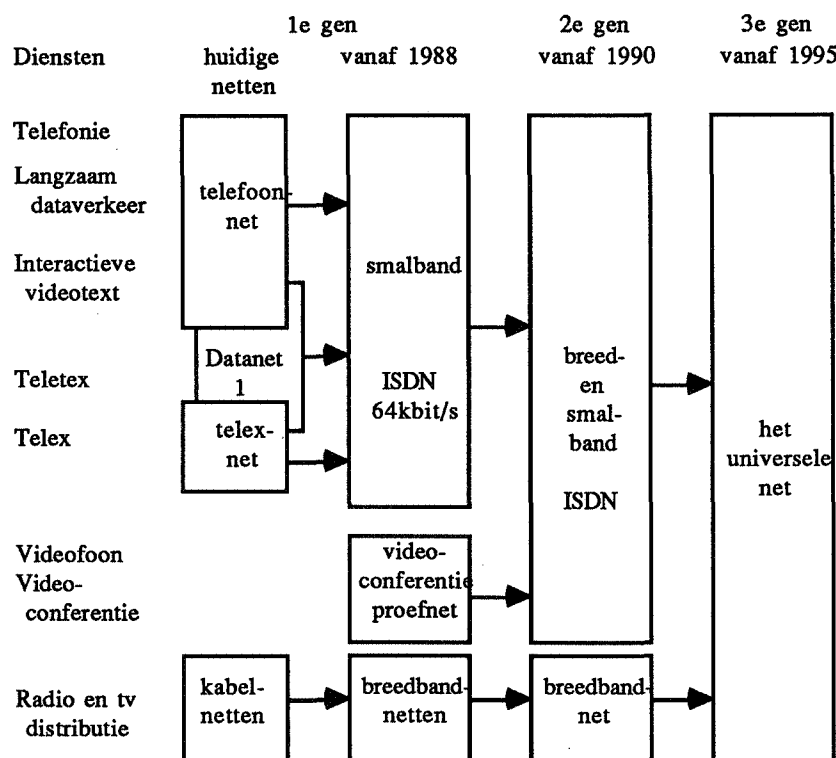 1e gen
2e gen
3e gen
Diensten
huidige
netten
vanaf 1988
vanaf 1990
vanaf 1995
Telefonie
Langzaam
dataverkeer
Interactieve
videotext
Teletex
Telex
Videofoon
Video-
conferentie
Radio en tv
distributie
telefoon-
net
Datanet
1
telex-
net
kabel-
netten
smalband
ISDN
64kbit/s
video-
conferentie
proefnet
breedband-
netten
breed-
en
smal-
band
ISDN
breedband-
net
het
universele
net